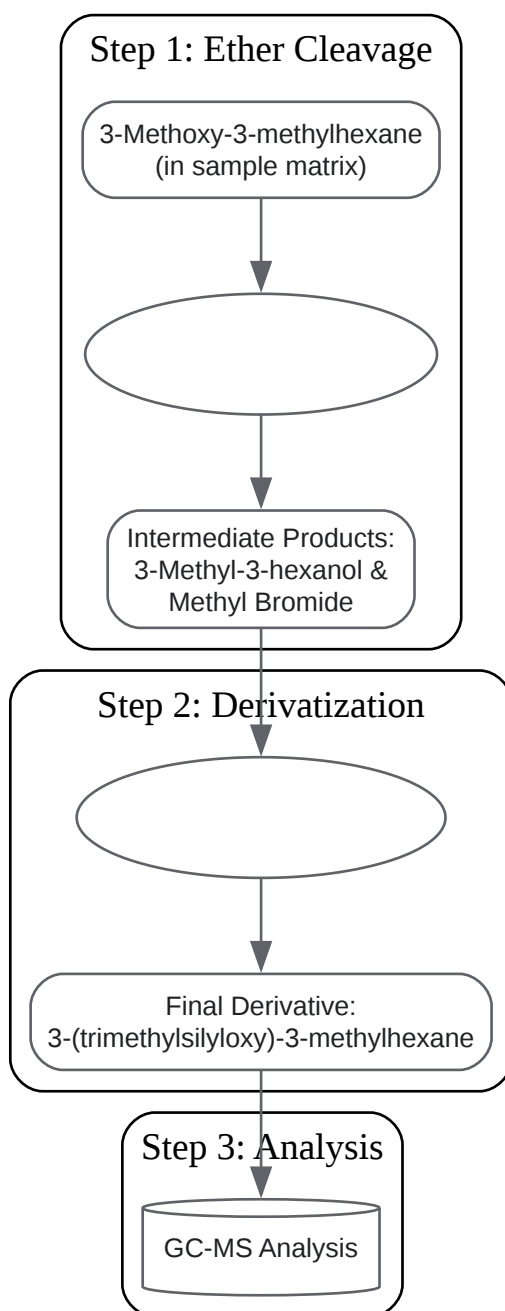 Step 1: Ether Cleavage
3-Methoxy-3-methylhexane
(in sample matrix)
Intermediate Products:
3-Methyl-3-hexanol &
Methyl Bromide
Step 2: Derivatization
Final Derivative:
3-(trimethylsilyloxy)-3-methylhexane
Step 3: Analysis
GC-MS Analysis